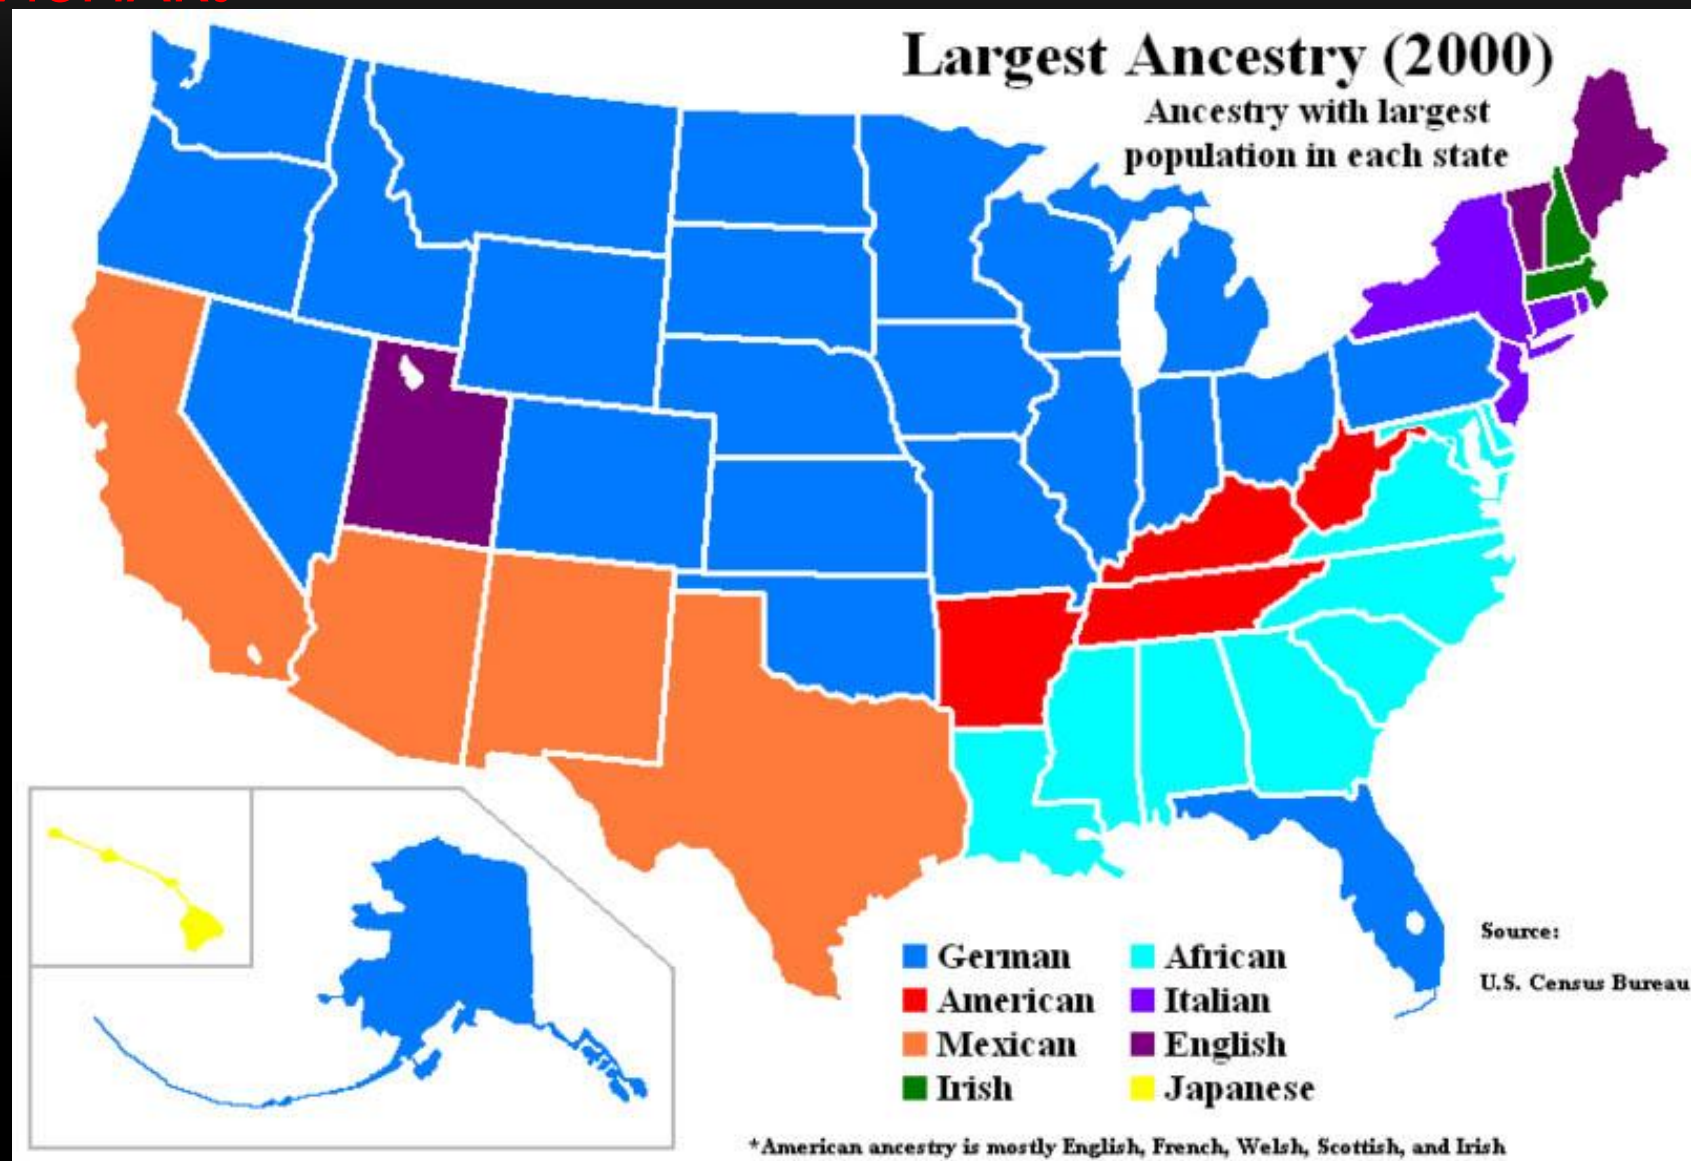 Largest Ancestry (2000)
Ancestry with largest
population in each state
German
African
American
Italian
Mexican
English
Irish
Japanese
Source:
U.S. Census Bureau
*American ancestry is mostly English, French, Welsh, Scottish, and Irish